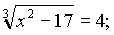 ∛(x² − 17) = 4;